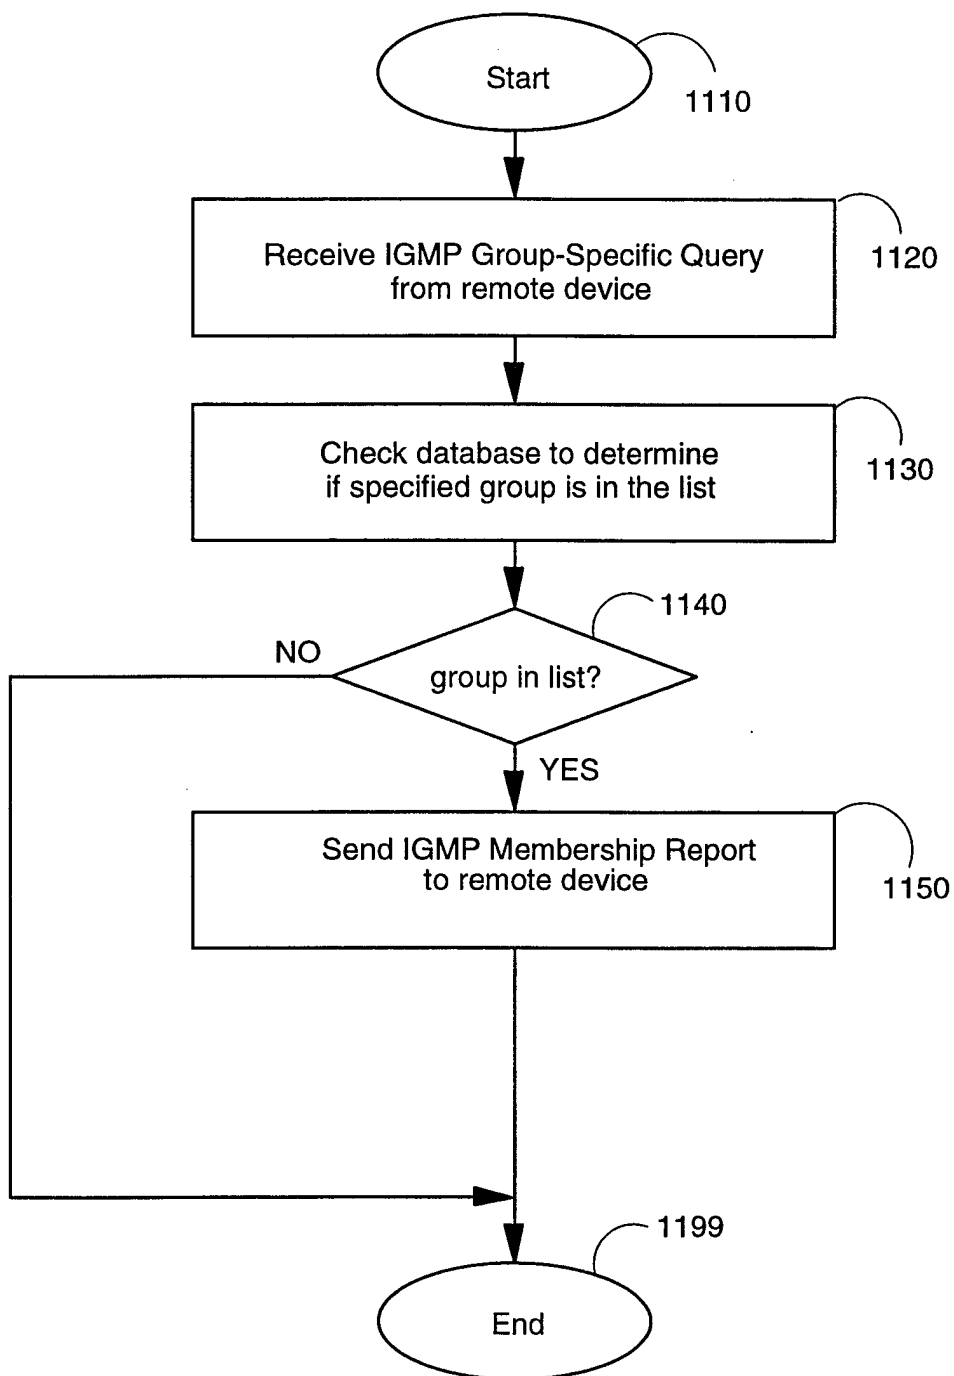 Start
1110
Receive IGMP Group-Specific Query
from remote device
1120
Check database to determine
if specified group is in the list
1130
1140
NO
group in list?
YES
Send IGMP Membership Report
to remote device
1150
1199
End